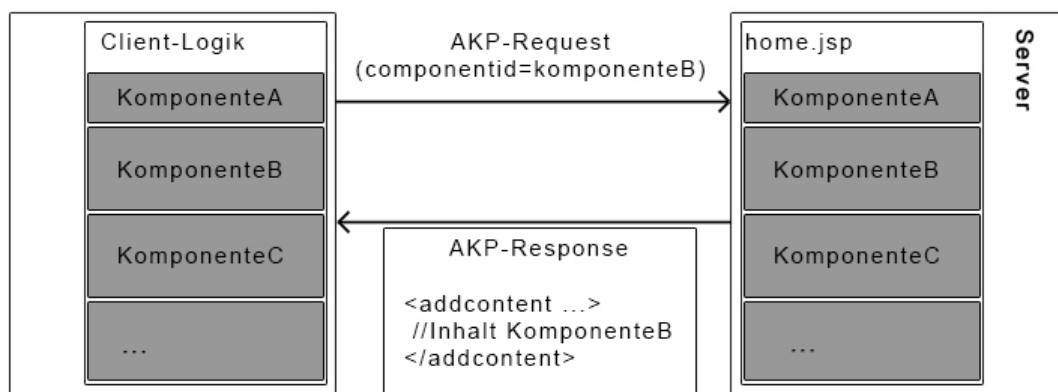 Client-Logik
KomponenteA
KomponenteB
KomponenteC
...
AKP-Request
(componentid=komponenteB)
AKP-Response
<addcontent ...>
//Inhalt KomponenteB
</addcontent>
home.jsp
KomponenteA
KomponenteB
KomponenteC
...
Server